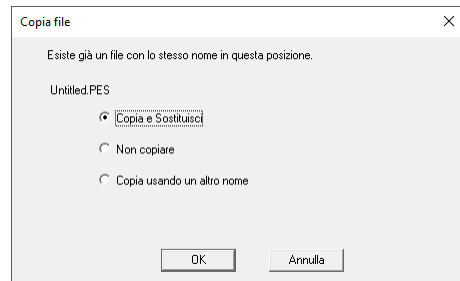 Copia file
Esiste già un file con lo stesso nome in questa posizione.
Untitled.PES
Copia e Sostituisci
Non copiare
Copia usando un altro nome
OK Annulla